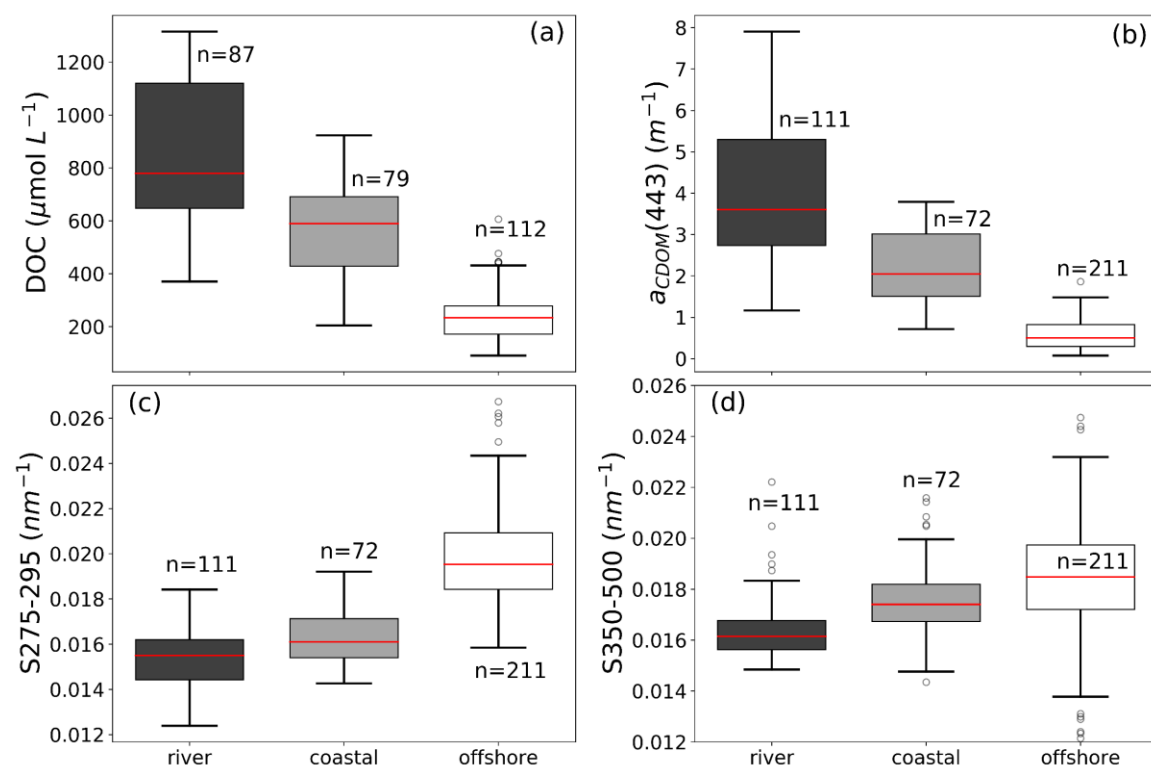 (a)
DOC (μmol L⁻¹)
1200
1000
800
600
400
200
n=87
n=79
n=112
(b)
a_CDOM(443) (m⁻¹)
8
7
6
5
4
3
2
1
0
n=111
n=72
n=211
(c)
S275-295 (nm⁻¹)
0.026
0.024
0.022
0.020
0.018
0.016
0.014
0.012
n=111
n=72
n=211
river coastal offshore
(d)
S350-500 (nm⁻¹)
0.026
0.024
0.022
0.020
0.018
0.016
0.014
0.012
n=111
n=72
n=211
river coastal offshore